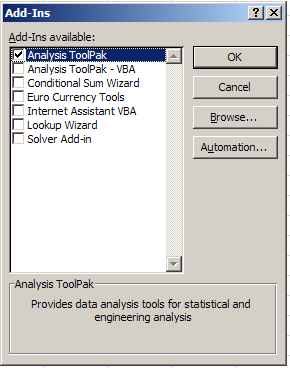 Add-Ins
Add-Ins available:
Analysis ToolPak
Analysis ToolPak - VBA
Conditional Sum Wizard
Euro Currency Tools
Internet Assistant VBA
Lookup Wizard
Solver Add-in
OK
Cancel
Browse...
Automation...
Analysis ToolPak
Provides data analysis tools for statistical and
engineering analysis